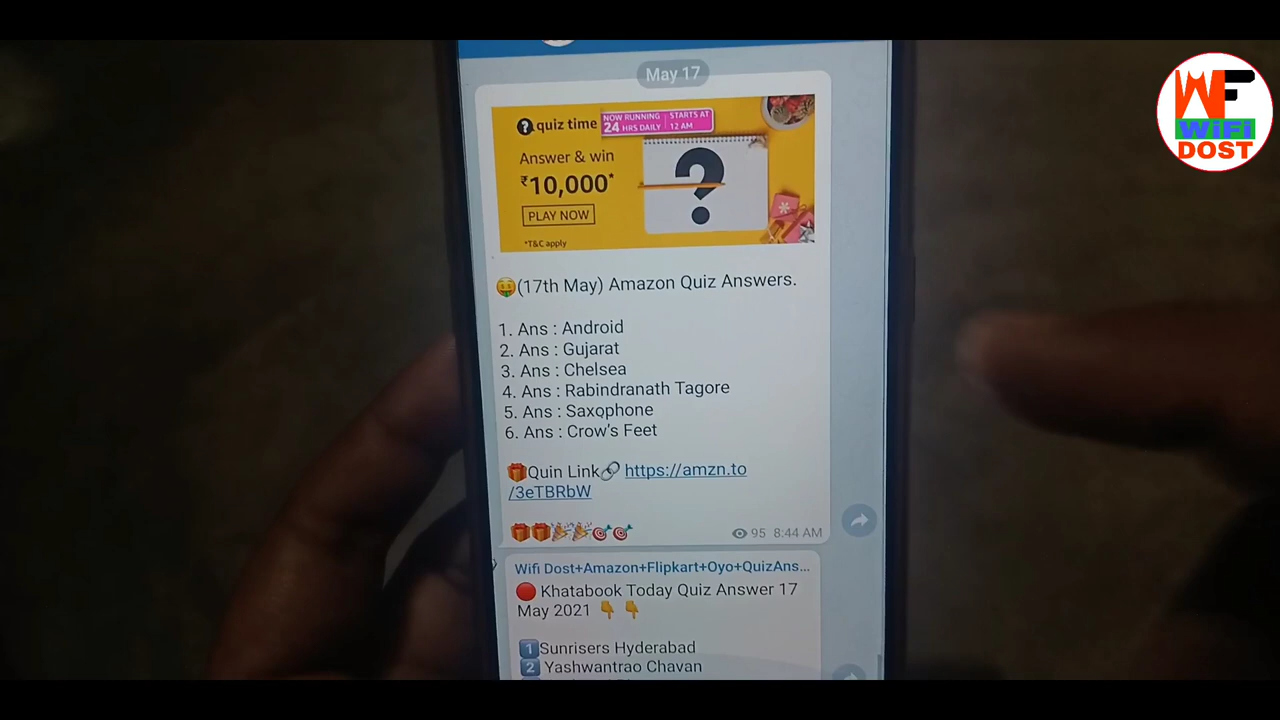 May 17
? quiz time
NOW RUNNING
24 HRS DAILY
STARTS AT
12 AM
Answer & win
₹10,000*
PLAY NOW
*T&C apply
?
🤑(17th May) Amazon Quiz Answers.
1. Ans : Android
2. Ans : Gujarat
3. Ans : Chelsea
4. Ans : Rabindranath Tagore
5. Ans : Saxophone
6. Ans : Crow's Feet
🎁Quin Link🔗 https://amzn.to
/3eTBRbW
🎁🎁🎉🎉🎯🎯
95 8:44 AM
Wifi Dost+Amazon+Flipkart+Oyo+QuizAns...
🔴 Khatabook Today Quiz Answer 17
May 2021 👇👇
1️⃣Sunrisers Hyderabad
2️⃣ Yashwantrao Chavan
WF
WiFi
DOST